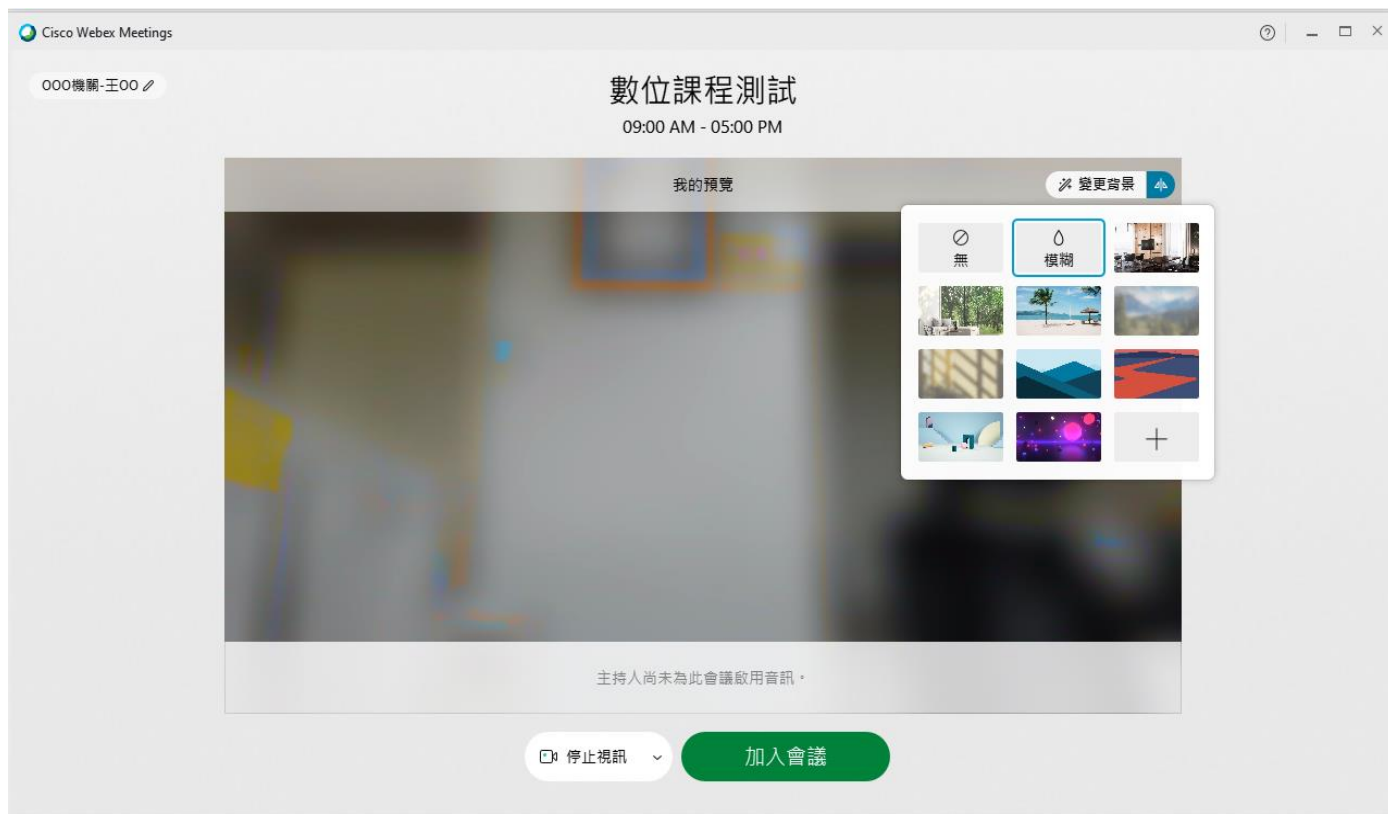 Cisco Webex Meetings
OOO機關-王OO
數位課程測試
09:00 AM - 05:00 PM
我的預覽
變更背景
無
模糊
主持人尚未為此會議啟用音訊。
停止視訊
加入會議